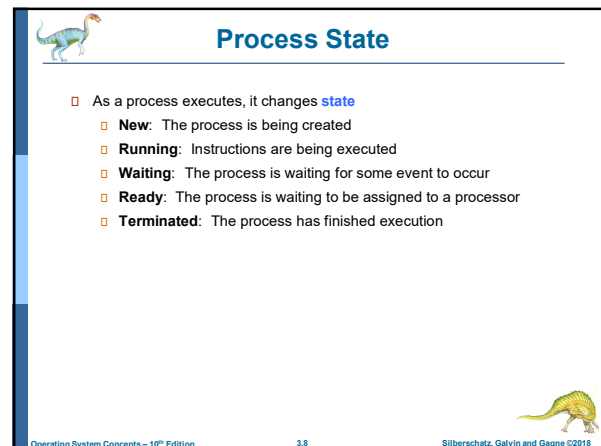 Process State
As a process executes, it changes state
New: The process is being created
Running: Instructions are being executed
Waiting: The process is waiting for some event to occur
Ready: The process is waiting to be assigned to a processor
Terminated: The process has finished execution
Operating System Concepts – 10th Edition 3.8 Silberschatz, Galvin and Gagne ©2018